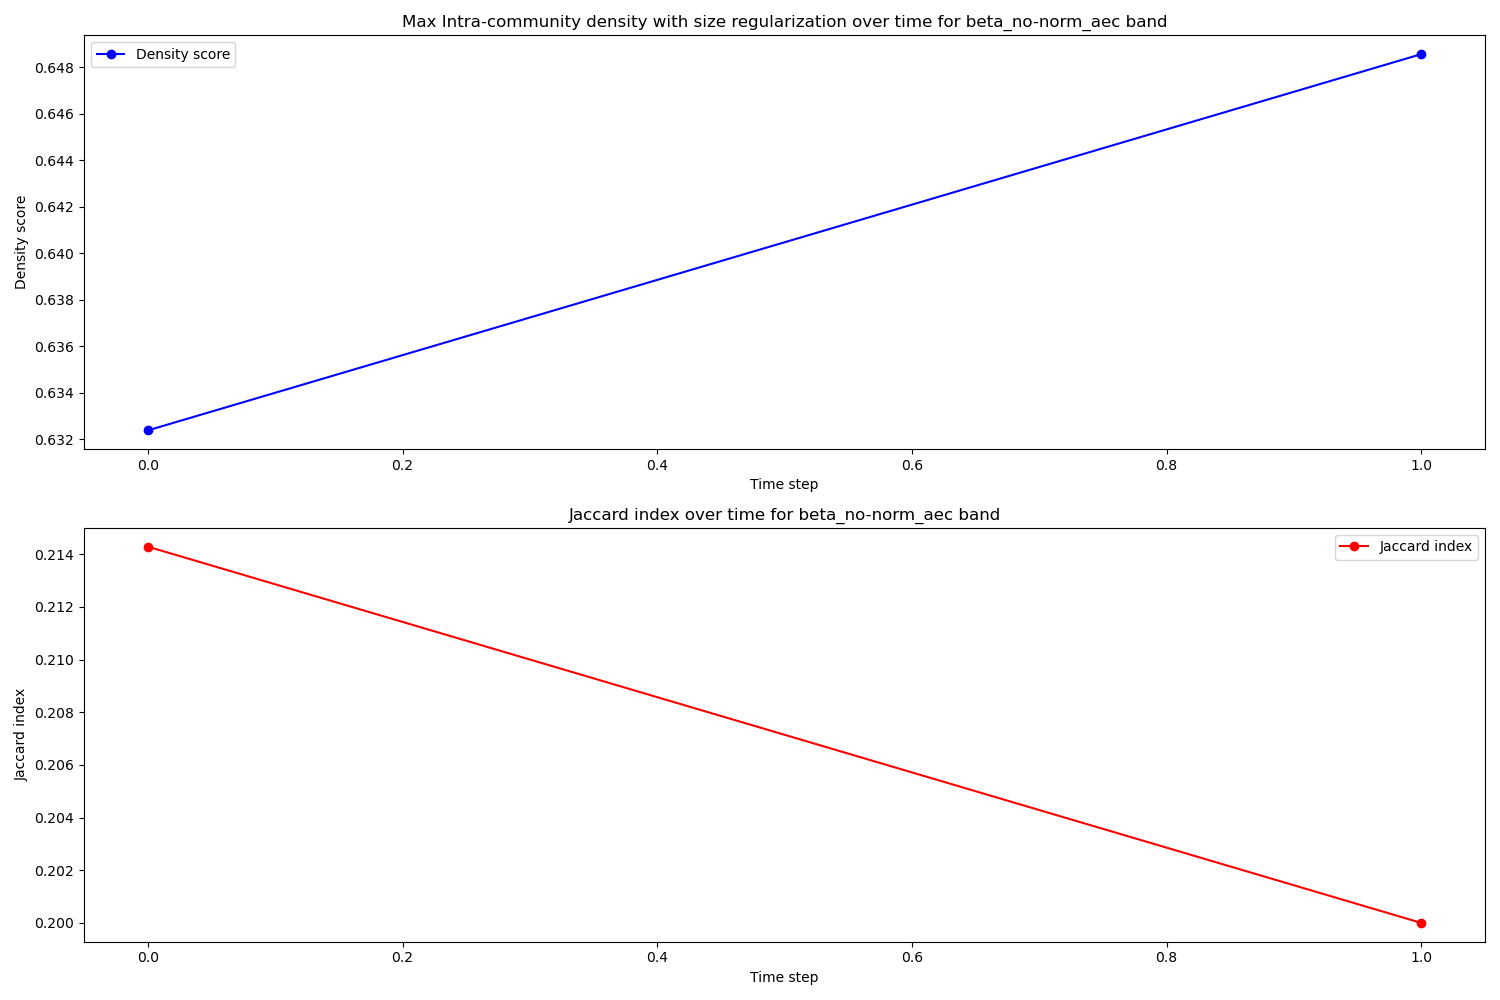 Max Intra-community density with size regularization over time for beta_no-norm_aec band
Density score
0.648
0.646
0.644
0.642
0.640
0.638
0.636
0.634
0.632
Density score
0.0 0.2 0.4 0.6 0.8 1.0
Time step
Jaccard index over time for beta_no-norm_aec band
Jaccard index
0.214
0.212
0.210
0.208
0.206
0.204
0.202
0.200
Jaccard index
0.0 0.2 0.4 0.6 0.8 1.0
Time step